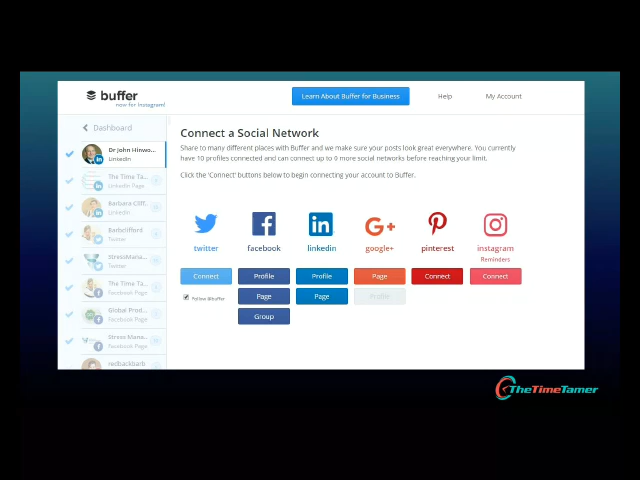 buffer
now for Instagram!
Learn About Buffer for Business
Help
My Account
Dashboard
Dr John Hinwo...
LinkedIn
The Time Ta...
LinkedIn Page
Barbara Cliff...
LinkedIn
Barbclifford
Twitter
StressMana...
Twitter
The Time Ta...
Facebook Page
Global Prod...
Facebook Page
Stress Mana...
Facebook Page
redbackbarb
Connect a Social Network
Share to many different places with Buffer and we make sure your posts look great everywhere. You currently
have 10 profiles connected and can connect up to 0 more social networks before reaching your limit.
Click the 'Connect' buttons below to begin connecting your account to Buffer.
twitter
facebook
linkedin
google+
pinterest
instagram
Reminders
Connect
Profile
Profile
Page
Connect
Connect
Follow @buffer
Page
Page
Profile
Group
TheTimeTamer